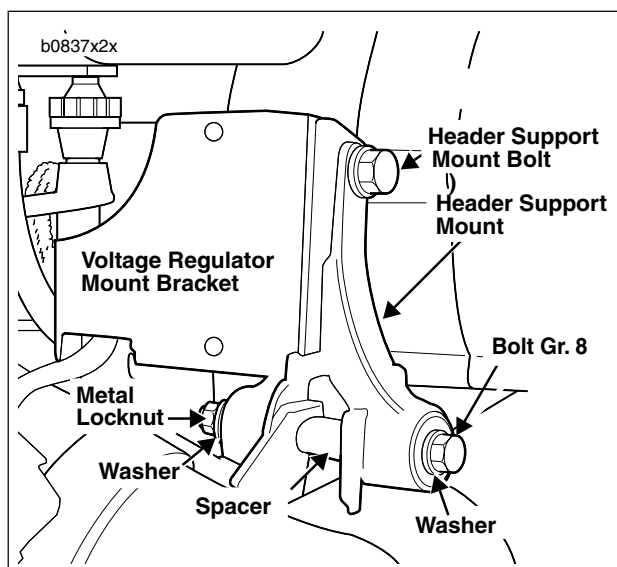 b0837x2x
Header Support
Mount Bolt
Header Support
Mount
Voltage Regulator
Mount Bracket
Bolt Gr. 8
Metal
Locknut
Washer
Spacer
Washer